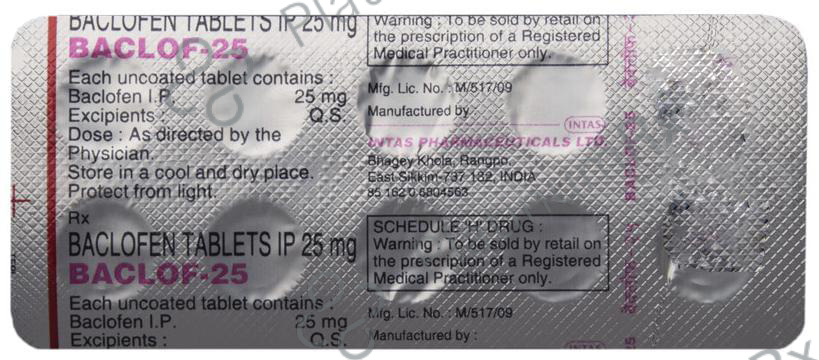 BACLOFEN TABLETS IP 25 mg
BACLOF-25
Each uncoated tablet contains :
Baclofen I.P. 25 mg
Excipients : Q.S.
Dose : As directed by the
Physician.
Store in a cool and dry place.
Protect from light.
Rx
BACLOFEN TABLETS IP 25 mg
BACLOF-25
Each uncoated tablet contains :
Baclofen I.P. 25 mg
Excipients : Q.S.
Warning : To be sold by retail on
the prescription of a Registered
Medical Practitioner only.
Mfg. Lic. No. : M/517/09
Manufactured by :
INTAS
INTAS PHARMACEUTICALS LTD.
Bhagey Khola, Rangpo,
East Sikkim-737 132, INDIA
SCHEDULE 'H' DRUG :
Warning : To be sold by retail on
the prescription of a Registered
Medical Practitioner only.
Mfg. Lic. No. : M/517/09
Manufactured by :
INTAS
BACLOF-25